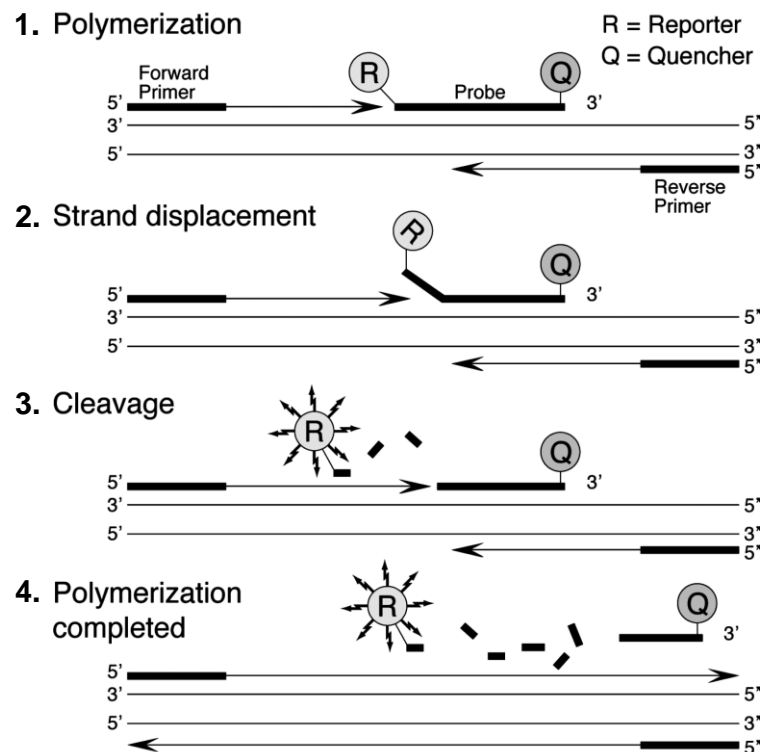 1. Polymerization
R = Reporter
Q = Quencher
Forward
Primer
R
Probe
Q
5’
3’
3’
5’
5’
3’
5’
Reverse
Primer
2. Strand displacement
R
Q
5’
3’
3’
5’
5’
3’
5’
3. Cleavage
R
Q
5’
3’
3’
5’
5’
3’
5’
4. Polymerization
completed
R
Q
3’
5’
3’
5’
5’
3’
5’